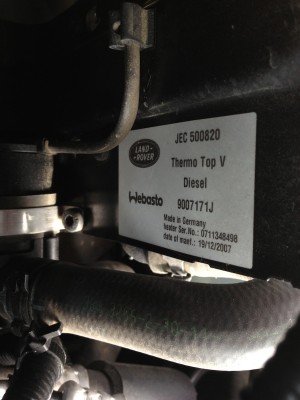 JEC 500820
LAND-
ROVER
Thermo Top V
Diesel
Webasto 9007171J
Made in Germany
heater Ser.No.: 0711348498
date of manf.: 19/12/2007